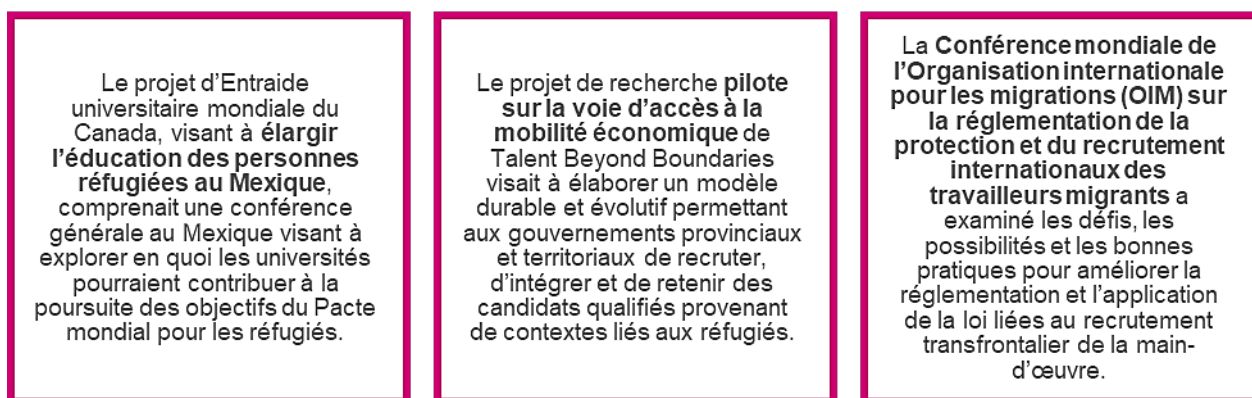 Le projet d’Entraide
universitaire mondiale du
Canada, visant à élargir
l’éducation des personnes
réfugiées au Mexique,
comprenait une conférence
générale au Mexique visant à
explorer en quoi les universités
pourraient contribuer à la
poursuite des objectifs du Pacte
mondial pour les réfugiés.
Le projet de recherche pilote
sur la voie d’accès à la
mobilité économique de
Talent Beyond Boundaries
visait à élaborer un modèle
durable et évolutif permettant
aux gouvernements provinciaux
et territoriaux de recruter,
d’intégrer et de retenir des
candidats qualifiés provenant
de contextes liés aux réfugiés.
La Conférence mondiale de
l’Organisation internationale
pour les migrations (OIM) sur
la réglementation de la
protection et du recrutement
internationaux des
travailleurs migrants a
examiné les défis, les
possibilités et les bonnes
pratiques pour améliorer la
réglementation et l’application
de la loi liées au recrutement
transfrontalier de la main-
d’œuvre.